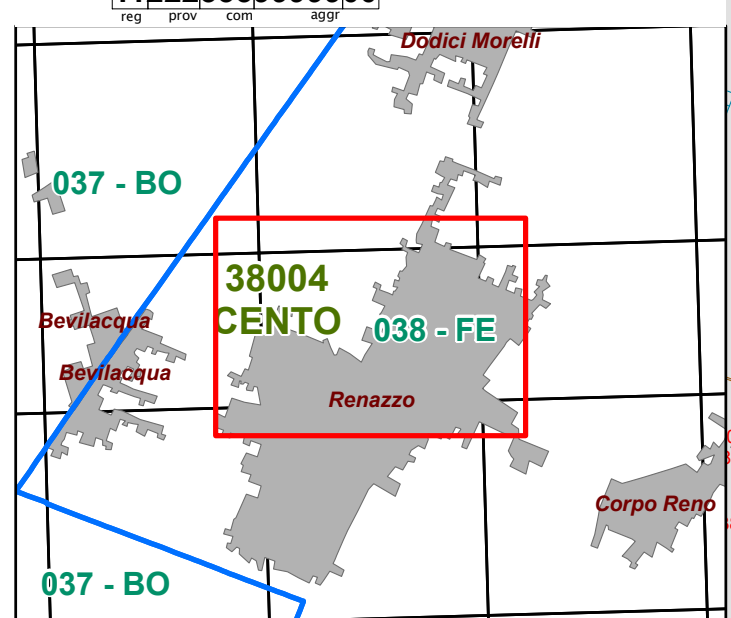 reg prov com aggr
Dodici Morelli
037 - BO
38004
CENTO
Bevilacqua
038 - FE
Bevilacqua
Renazzo
Corpo Reno
037 - BO